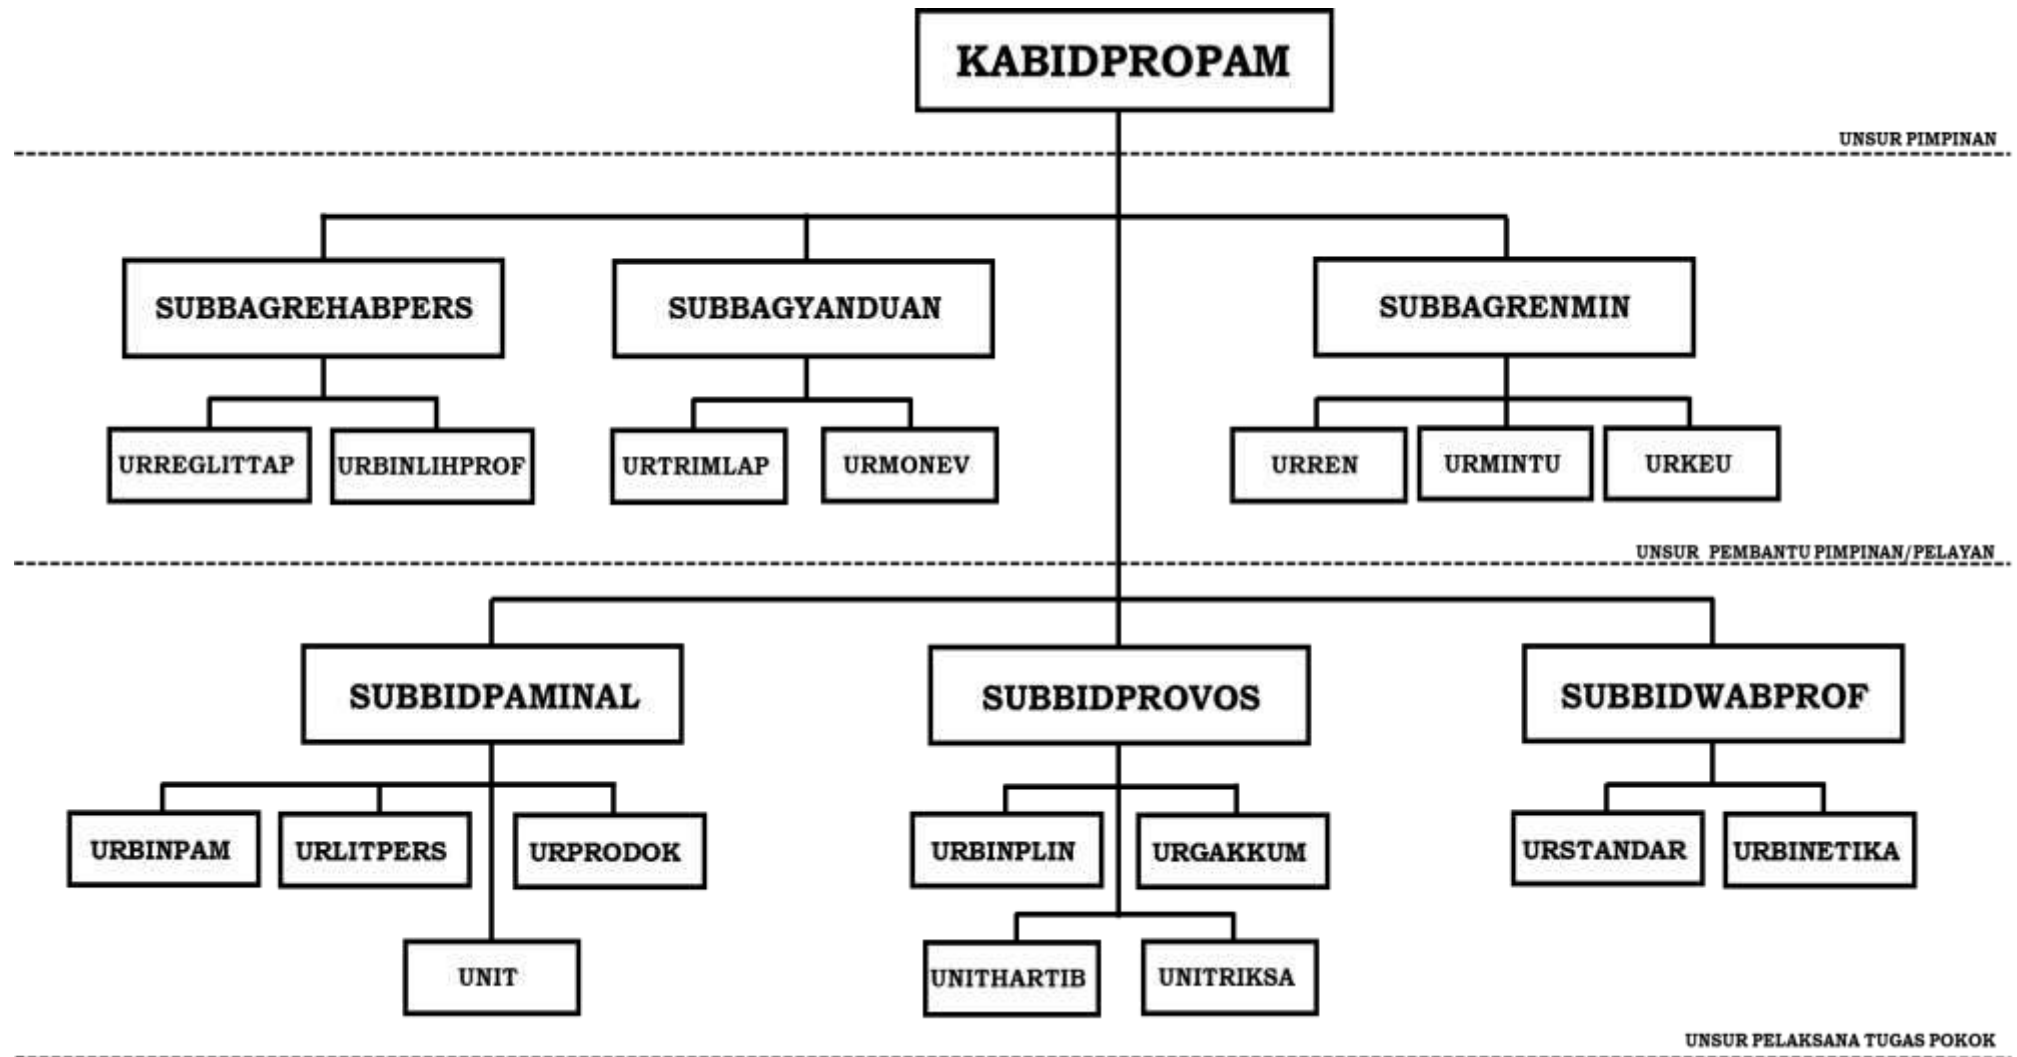 KABIDPROPAM
UNSUR PIMPINAN
SUBBAGREHABPERS
SUBBAGYANDUAN
SUBBAGRENMIN
URREGLITTAP
URBINLIHPROF
URTRIMLAP
URMONEV
URREN
URMINTU
URKEU
UNSUR PEMBANTU PIMPINAN/PELAYAN
SUBBIDPAMINAL
SUBBIDPROVOS
SUBBIDWABPROF
URBINPAM
URLITPERS
URPRODOK
URBINPLIN
URGAKKUM
URSTANDAR
URBINETIKA
UNIT
UNITHARTIB
UNITRIKSA
UNSUR PELAKSANA TUGAS POKOK